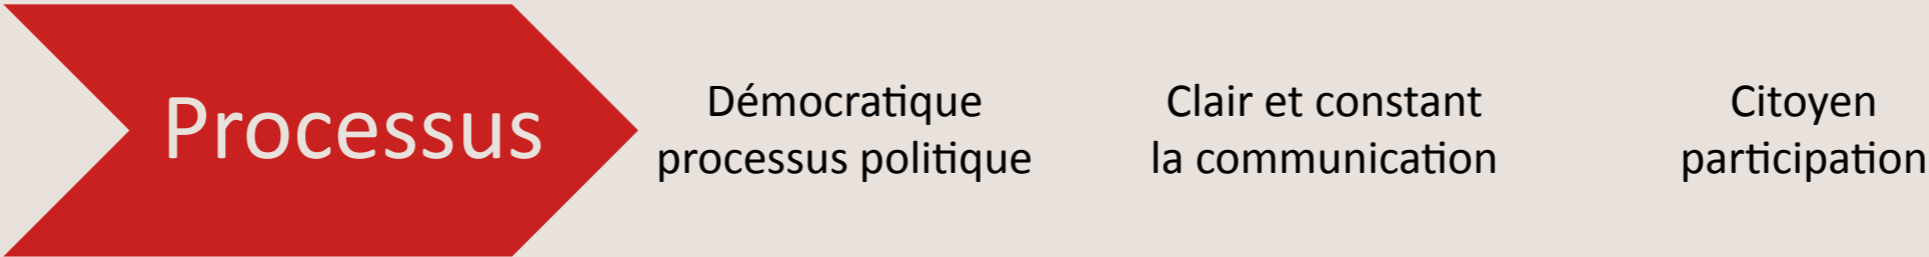 Processus
Démocratique
processus politique
Clair et constant
la communication
Citoyen
participation